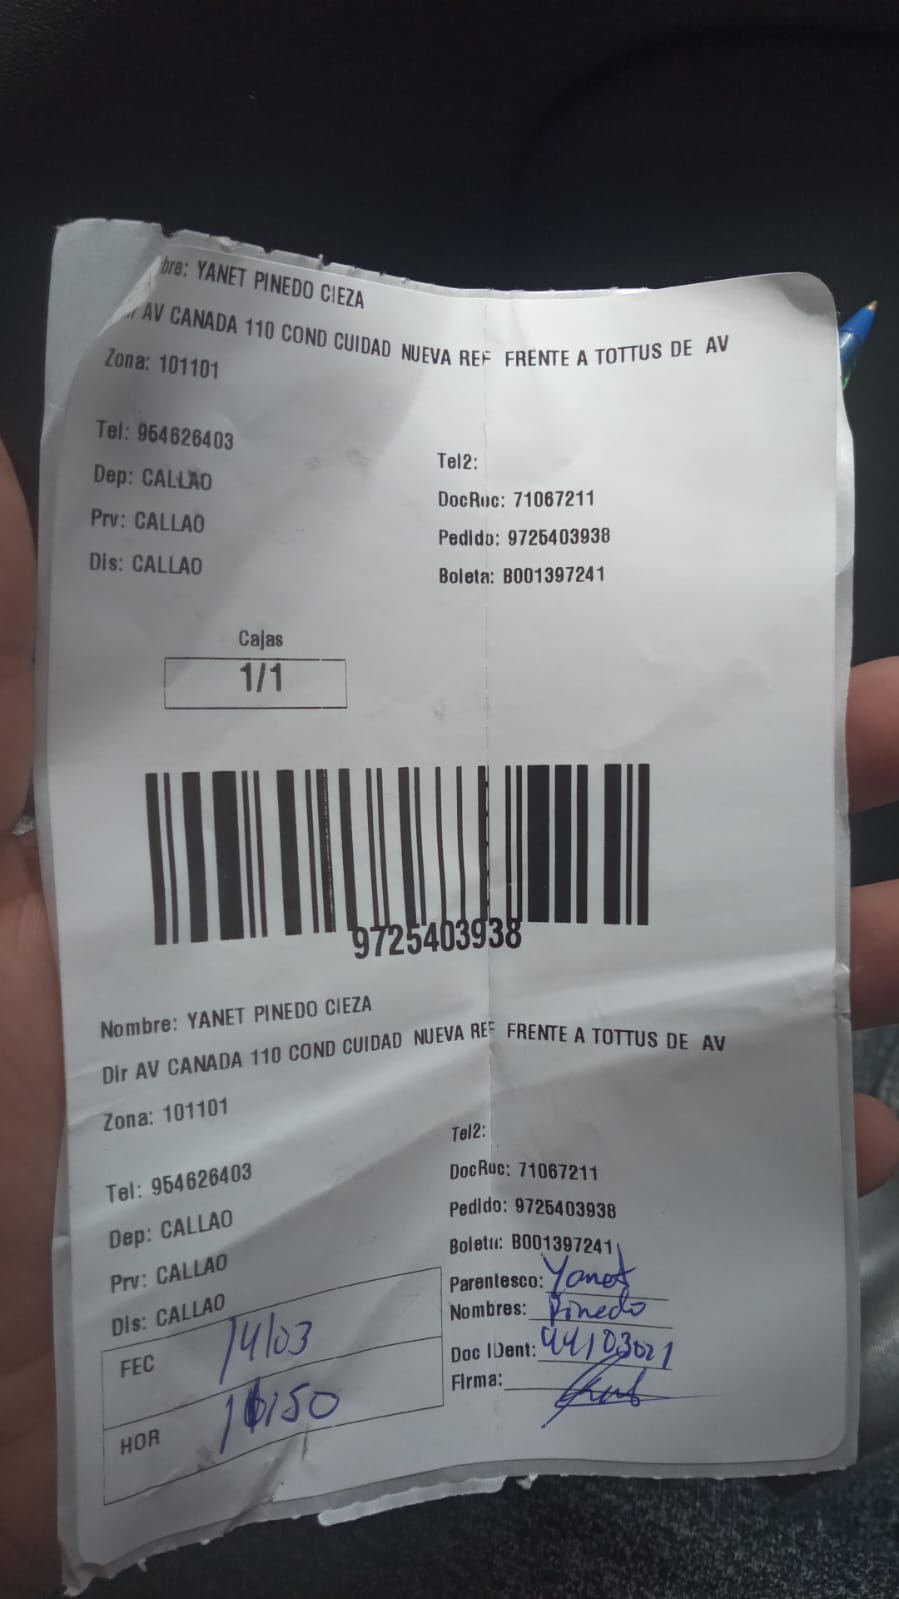 bre: YANET PINEDO CIEZA
AV CANADA 110 COND CUIDAD NUEVA REF FRENTE A TOTTUS DE AV
Zona: 101101
Tel: 954626403
Tel2:
Dep: CALLAO
DocRuc: 71067211
Prv: CALLAO
Pedido: 9725403938
Dis: CALLAO
Boleta: B001397241
Cajas
1/1
9725403938
Nombre: YANET PINEDO CIEZA
Dir AV CANADA 110 COND CUIDAD NUEVA REF FRENTE A TOTTUS DE AV
Zona: 101101
Tel2:
Tel: 954626403
DocRuc: 71067211
Dep: CALLAO
Pedido: 9725403938
Prv: CALLAO
Boleta: B001397241
Dis: CALLAO
Parentesco: Yanet
Nombres: Pinedo
FEC 14/03
Doc IDent: 44103021
Firma:
HOR